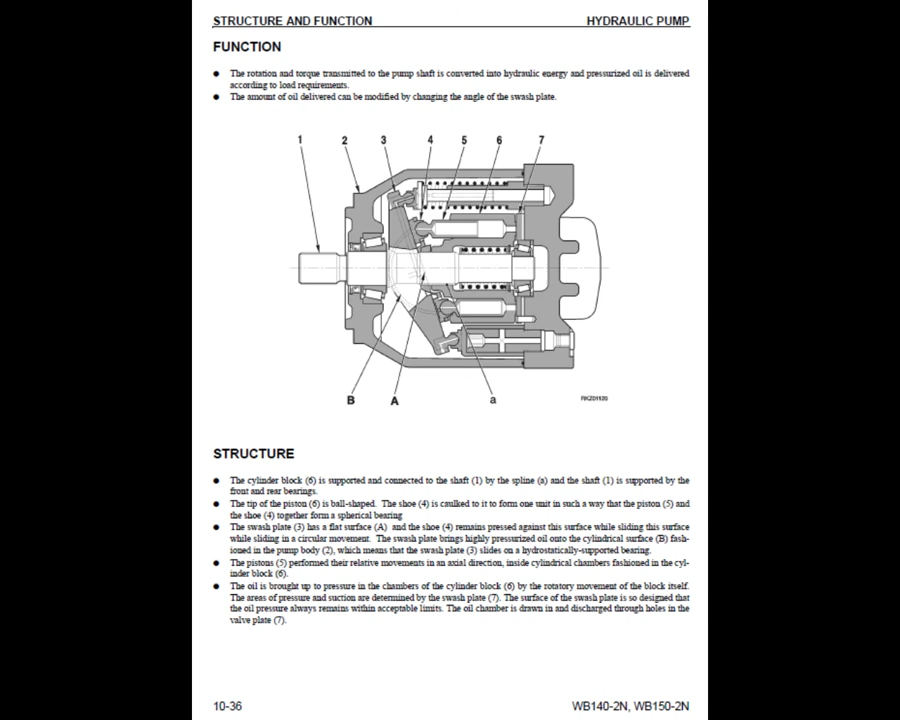 STRUCTURE AND FUNCTION HYDRAULIC PUMP
FUNCTION
● The rotation and torque transmitted to the pump shaft is converted into hydraulic energy and pressurized oil is delivered
according to load requirements.
● The amount of oil delivered can be modified by changing the angle of the swash plate.
1 2 3 4 5 6 7
B A a
RKZ01920
STRUCTURE
● The cylinder block (6) is supported and connected to the shaft (1) by the spline (a) and the shaft (1) is supported by the
front and rear bearings.
● The tip of the piston (6) is ball-shaped. The shoe (4) is caulked to it to form one unit in such a way that the piston (5) and
the shoe (4) together form a spherical bearing
● The swash plate (3) has a flat surface (A) and the shoe (4) remains pressed against this surface while sliding this surface
while sliding in a circular movement. The swash plate brings highly pressurized oil onto the cylindrical surface (B) fash-
ioned in the pump body (2), which means that the swash plate (3) slides on a hydrostatically-supported bearing.
● The pistons (5) performed their relative movements in an axial direction, inside cylindrical chambers fashioned in the cyl-
inder block (6).
● The oil is brought up to pressure in the chambers of the cylinder block (6) by the rotatory movement of the block itself.
The areas of pressure and suction are determined by the swash plate (7). The surface of the swash plate is so designed that
the oil pressure always remains within acceptable limits. The oil chamber is drawn in and discharged through holes in the
valve plate (7).
10-36 WB140-2N, WB150-2N